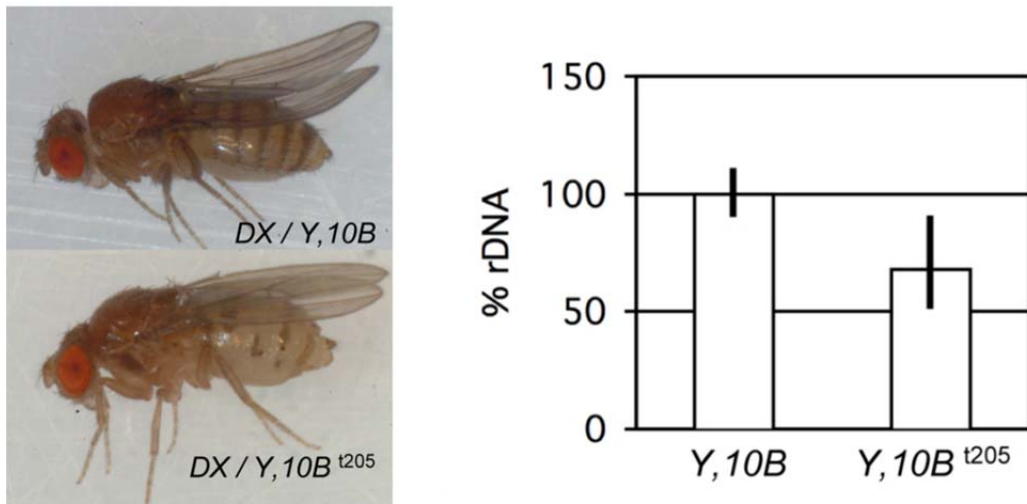 DX / Y,10B
DX / Y,10B t205
% rDNA
150
100
50
0
Y,10B
Y,10B t205